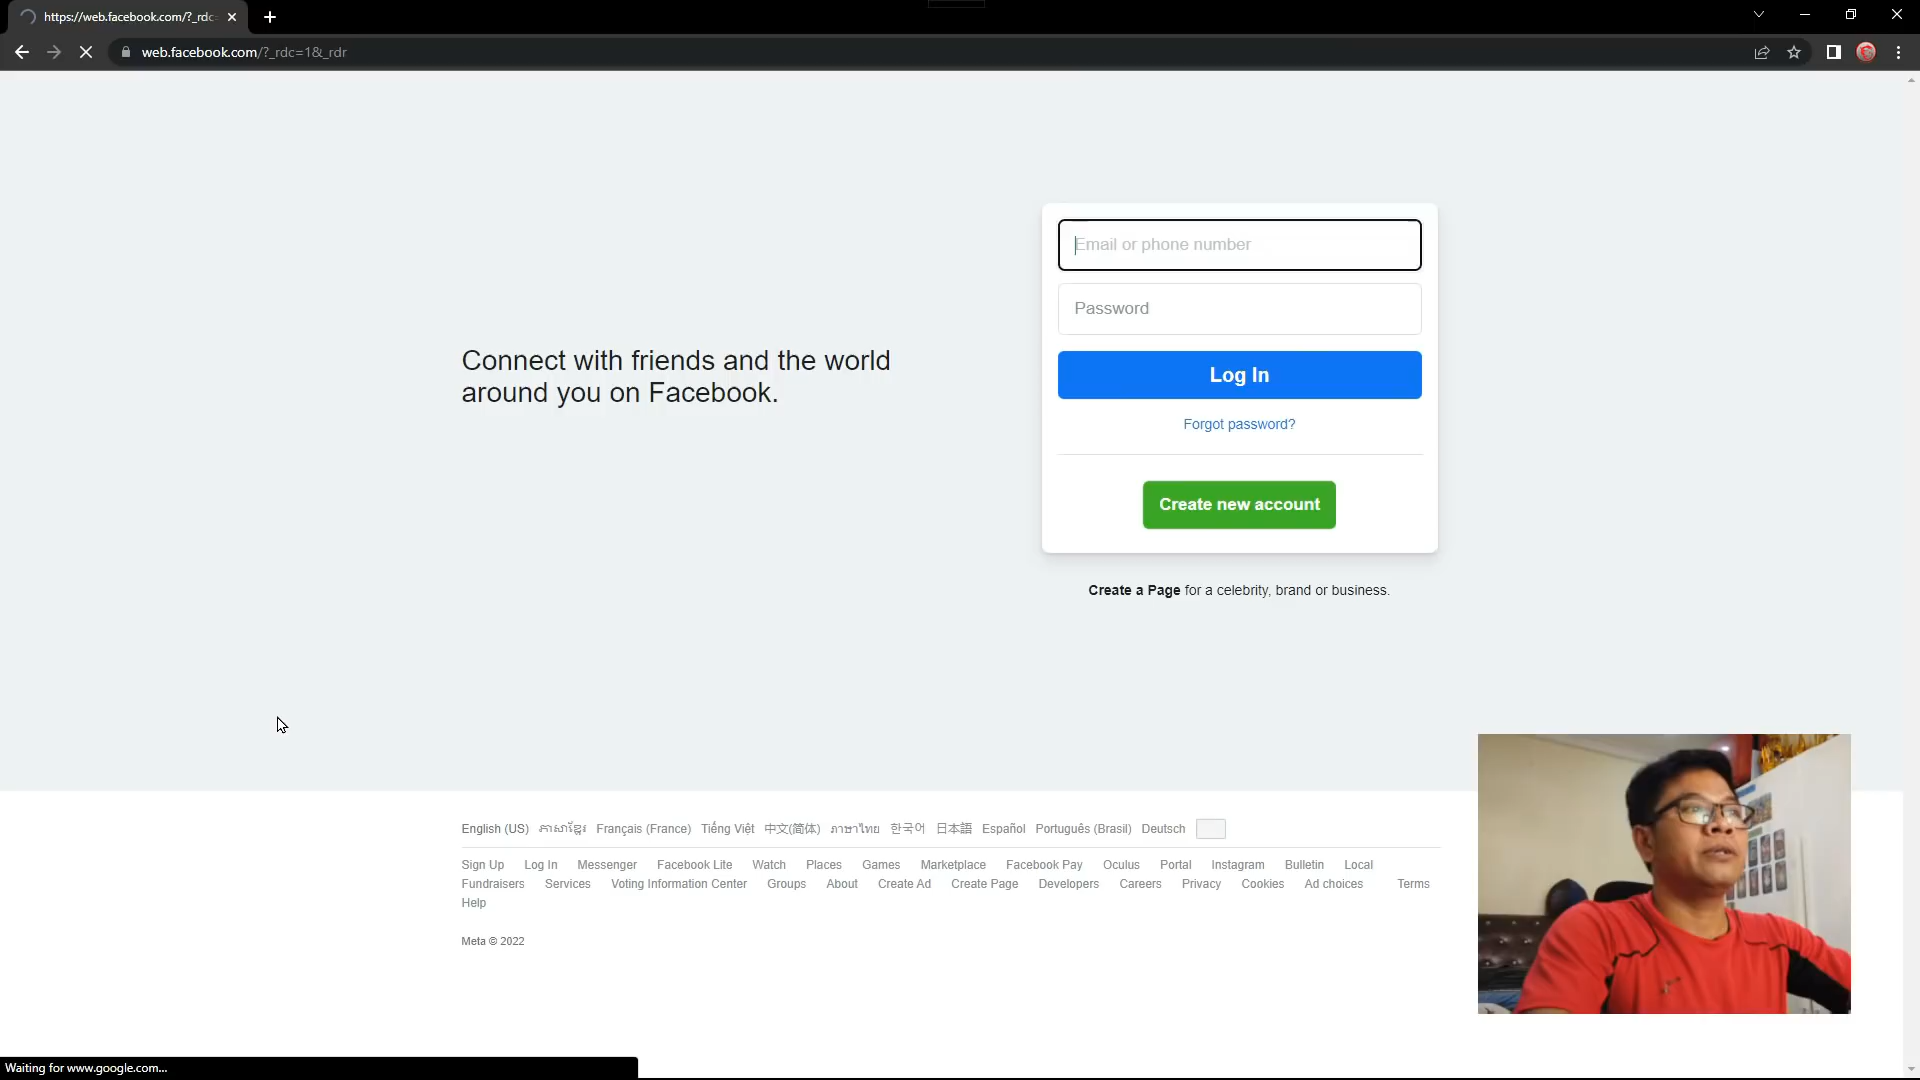 https://web.facebook.com/?_rdc
web.facebook.com/?_rdc=1&_rdr
Email or phone number
Password
Connect with friends and the world
around you on Facebook.
Log In
Forgot password?
Create new account
Create a Page for a celebrity, brand or business.
English (US) ភាសាខ្មែរ Français (France) Tiếng Việt 中文(简体) ภาษาไทย 한국어 日本語 Español Português (Brasil) Deutsch
Sign Up Log In Messenger Facebook Lite Watch Places Games Marketplace Facebook Pay Oculus Portal Instagram Bulletin Local
Fundraisers Services Voting Information Center Groups About Create Ad Create Page Developers Careers Privacy Cookies Ad choices Terms
Help
Meta © 2022
Waiting for www.google.com...